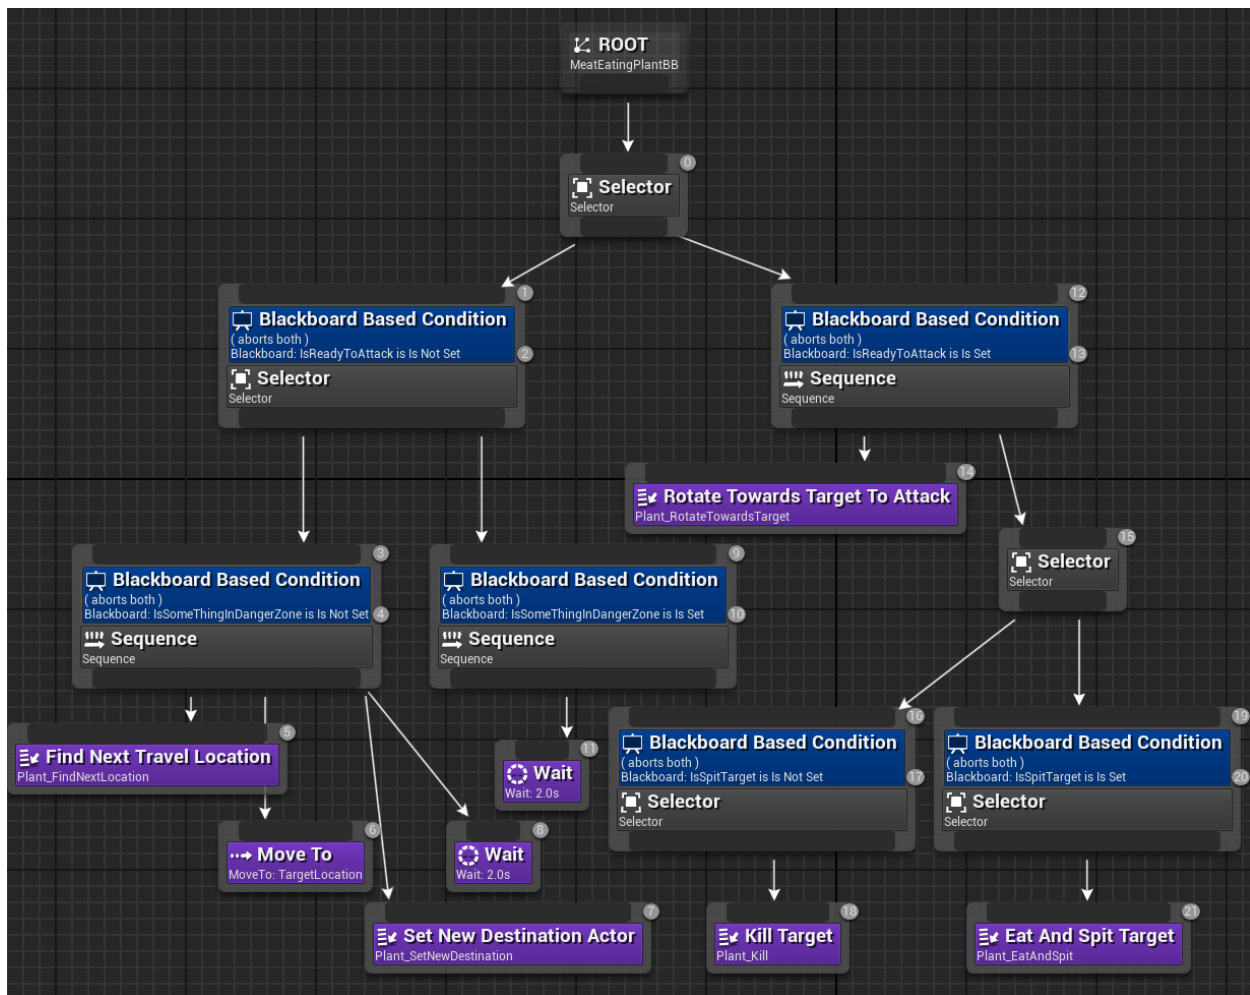 ROOT
MeatEatingPlantBB
0
Selector
Selector
1
Blackboard Based Condition
( aborts both )
Blackboard: IsReadyToAttack is Is Not Set
2
Selector
Selector
12
Blackboard Based Condition
( aborts both )
Blackboard: IsReadyToAttack is Is Set
13
Sequence
Sequence
14
Rotate Towards Target To Attack
Plant_RotateTowardsTarget
15
Selector
Selector
3
Blackboard Based Condition
( aborts both )
Blackboard: IsSomeThingInDangerZone is Is Not Set
4
Sequence
Sequence
9
Blackboard Based Condition
( aborts both )
Blackboard: IsSomeThingInDangerZone is Is Set
10
Sequence
Sequence
5
Find Next Travel Location
Plant_FindNextLocation
6
Move To
MoveTo: TargetLocation
7
Set New Destination Actor
Plant_SetNewDestination
8
Wait
Wait: 2.0s
11
Wait
Wait: 2.0s
16
Blackboard Based Condition
( aborts both )
Blackboard: IsSpitTarget is Is Not Set
17
Selector
Selector
19
Blackboard Based Condition
( aborts both )
Blackboard: IsSpitTarget is Is Set
20
Selector
Selector
18
Kill Target
Plant_Kill
21
Eat And Spit Target
Plant_EatAndSpit